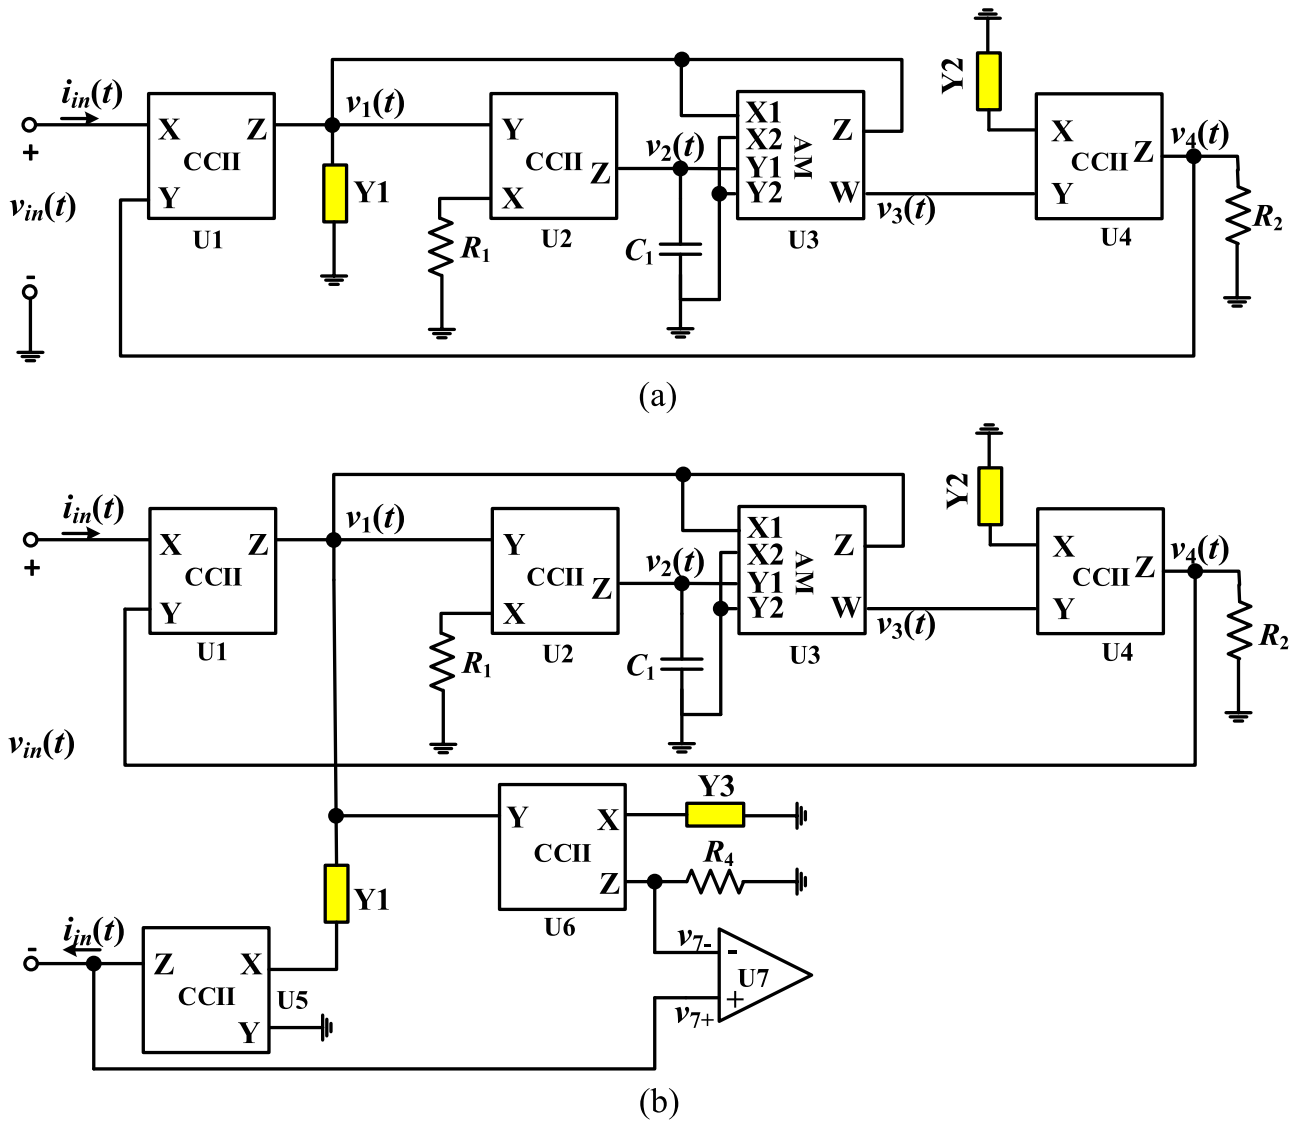 i_in(t)
+
v_in(t)
-
X
Z
CCII
Y
U1
v_1(t)
Y1
Y
CCII
Z
X
U2
R_1
v_2(t)
C_1
X1
X2
Y1
Y2
AM
Z
W
U3
v_3(t)
Y2
X
CCII
Z
Y
U4
v_4(t)
R_2
(a)
i_in(t)
+
X
Z
CCII
Y
U1
v_1(t)
Y
CCII
Z
X
U2
R_1
v_2(t)
C_1
X1
X2
Y1
Y2
AM
Z
W
U3
v_3(t)
Y2
X
CCII
Z
Y
U4
v_4(t)
R_2
v_in(t)
Y
X
CCII
Z
U6
Y3
R_4
Y1
i_in(t)
-
Z
X
CCII
Y
U5
v_7-
v_7+
-
+
U7
(b)